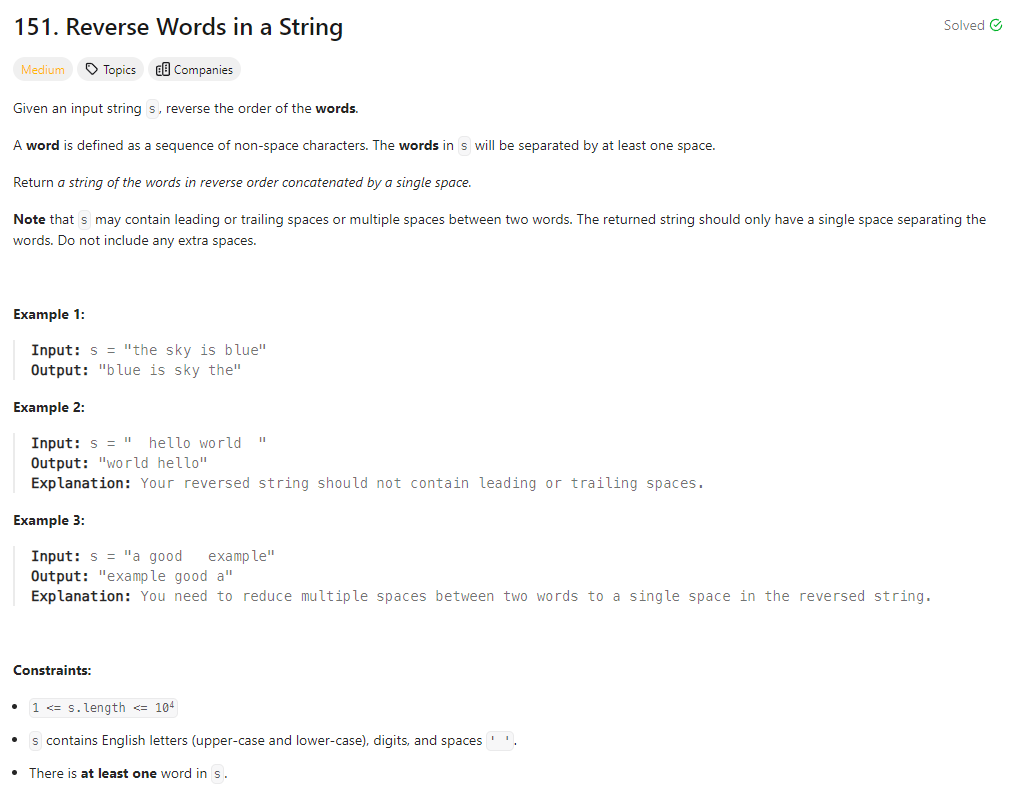 151. Reverse Words in a String
Solved
Medium Topics Companies
Given an input string s, reverse the order of the words.
A word is defined as a sequence of non-space characters. The words in s will be separated by at least one space.
Return a string of the words in reverse order concatenated by a single space.
Note that s may contain leading or trailing spaces or multiple spaces between two words. The returned string should only have a single space separating the
words. Do not include any extra spaces.
Example 1:
Input: s = "the sky is blue"
Output: "blue is sky the"
Example 2:
Input: s = "  hello world  "
Output: "world hello"
Explanation: Your reversed string should not contain leading or trailing spaces.
Example 3:
Input: s = "a good   example"
Output: "example good a"
Explanation: You need to reduce multiple spaces between two words to a single space in the reversed string.
Constraints:
• 1 <= s.length <= 10⁴
• s contains English letters (upper-case and lower-case), digits, and spaces ' '.
• There is at least one word in s.